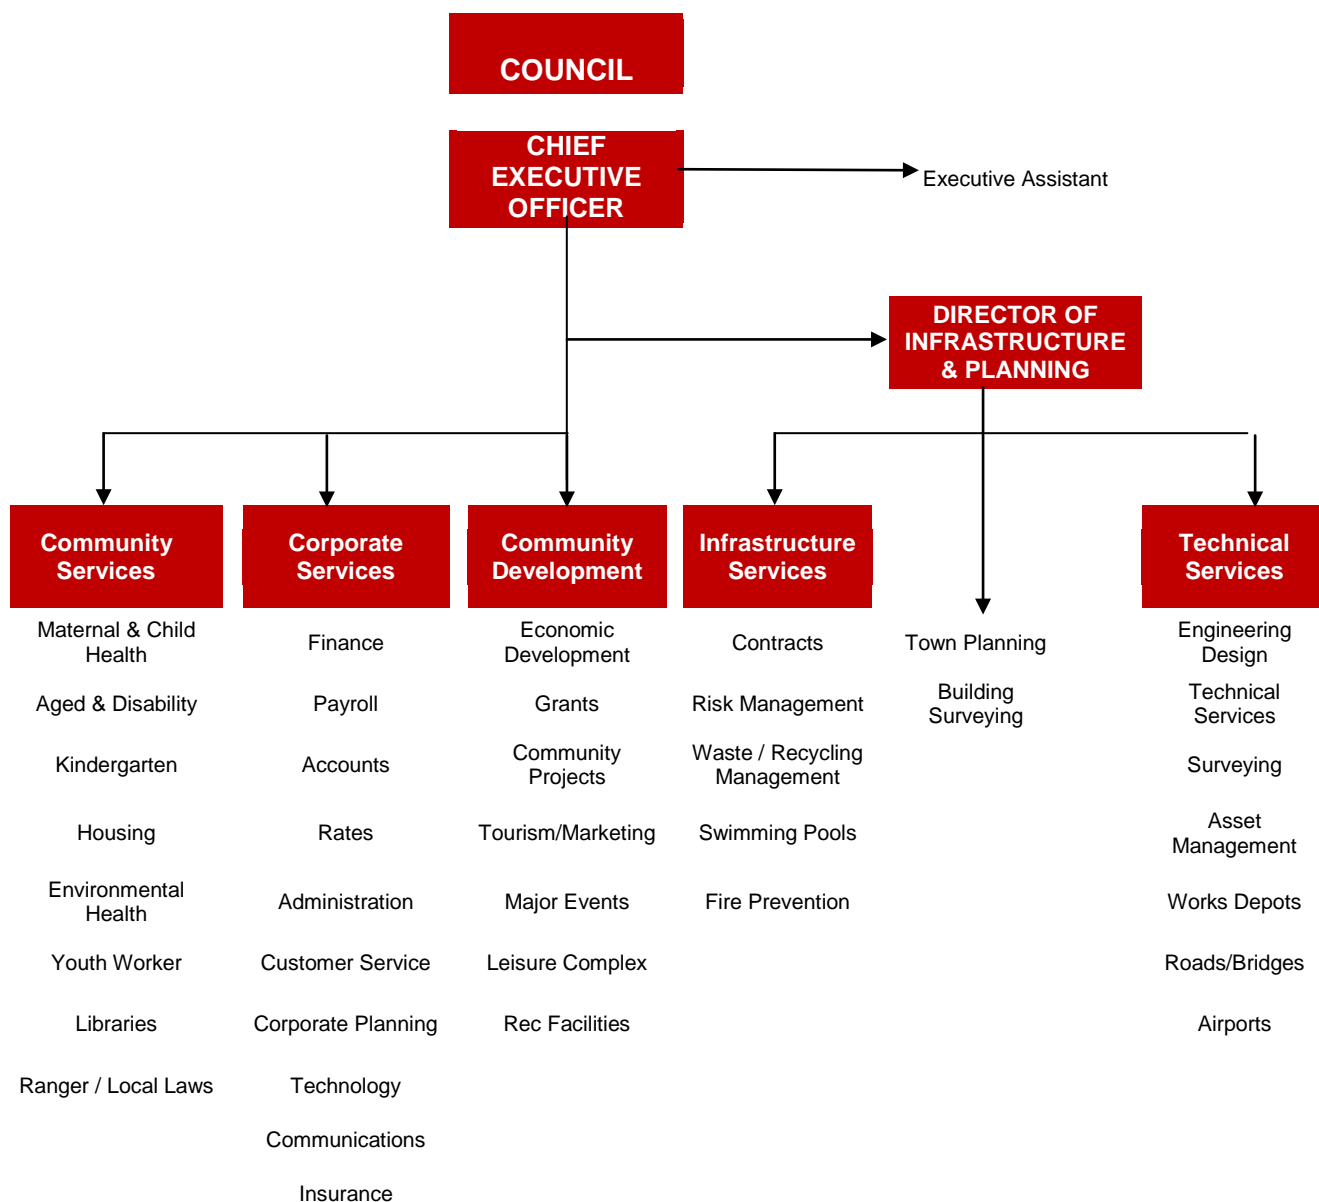 COUNCIL
CHIEF
EXECUTIVE
OFFICER
Executive Assistant
DIRECTOR OF
INFRASTRUCTURE
& PLANNING
Community
Services
Maternal & Child
Health
Aged & Disability
Kindergarten
Housing
Environmental
Health
Youth Worker
Libraries
Ranger / Local Laws
Corporate
Services
Finance
Payroll
Accounts
Rates
Administration
Customer Service
Corporate Planning
Technology
Communications
Insurance
Community
Development
Economic
Development
Grants
Community
Projects
Tourism/Marketing
Major Events
Leisure Complex
Rec Facilities
Infrastructure
Services
Contracts
Risk Management
Waste / Recycling
Management
Swimming Pools
Fire Prevention
Town Planning
Building
Surveying
Technical
Services
Engineering
Design
Technical
Services
Surveying
Asset
Management
Works Depots
Roads/Bridges
Airports